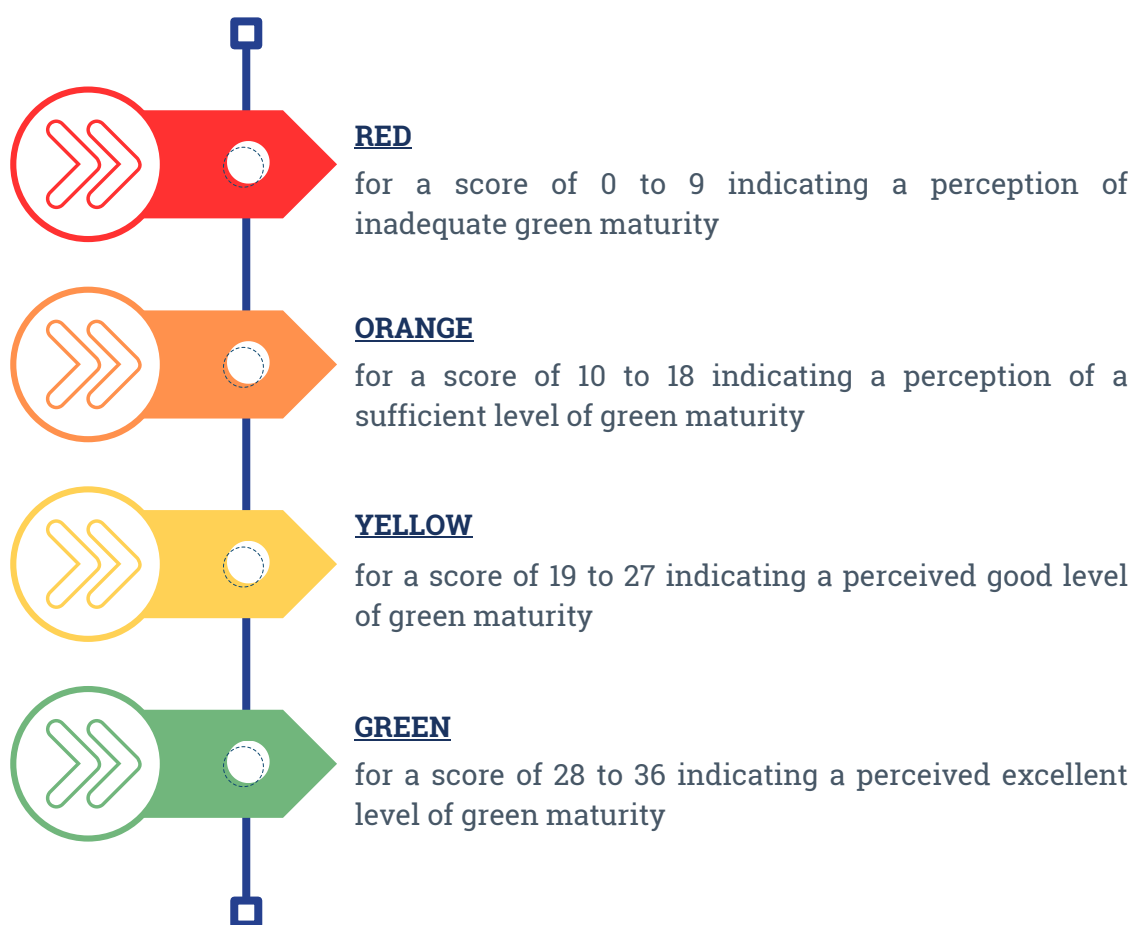 RED
for a score of 0 to 9 indicating a perception of
inadequate green maturity
ORANGE
for a score of 10 to 18 indicating a perception of a
sufficient level of green maturity
YELLOW
for a score of 19 to 27 indicating a perceived good level
of green maturity
GREEN
for a score of 28 to 36 indicating a perceived excellent
level of green maturity